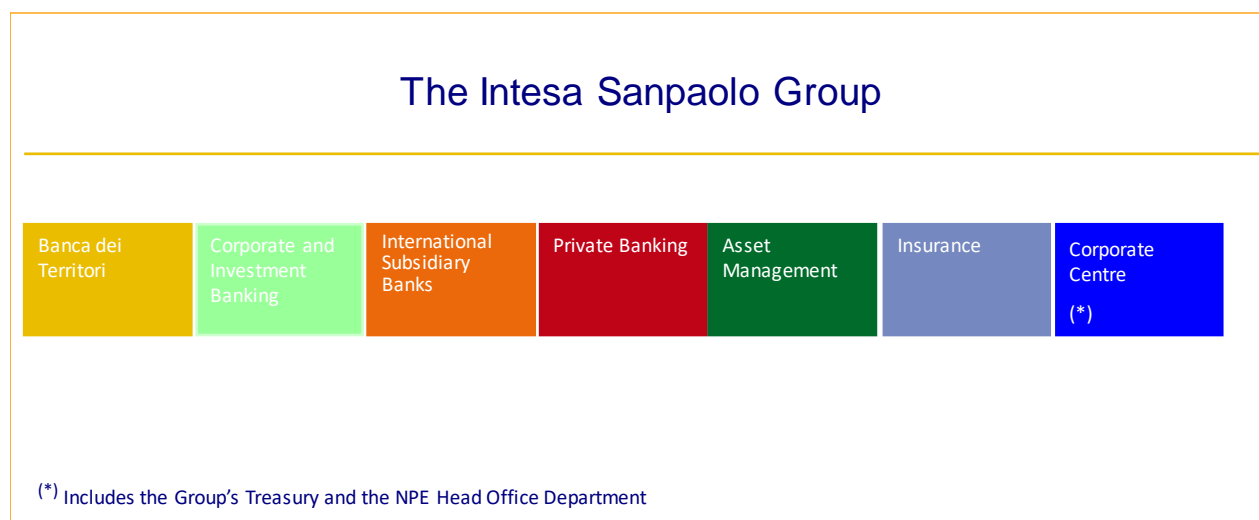 The Intesa Sanpaolo Group
Banca dei
Territori
Corporate and
Investment
Banking
International
Subsidiary
Banks
Private Banking
Asset
Management
Insurance
Corporate
Centre
(*)
(*) Includes the Group’s Treasury and the NPE Head Office Department